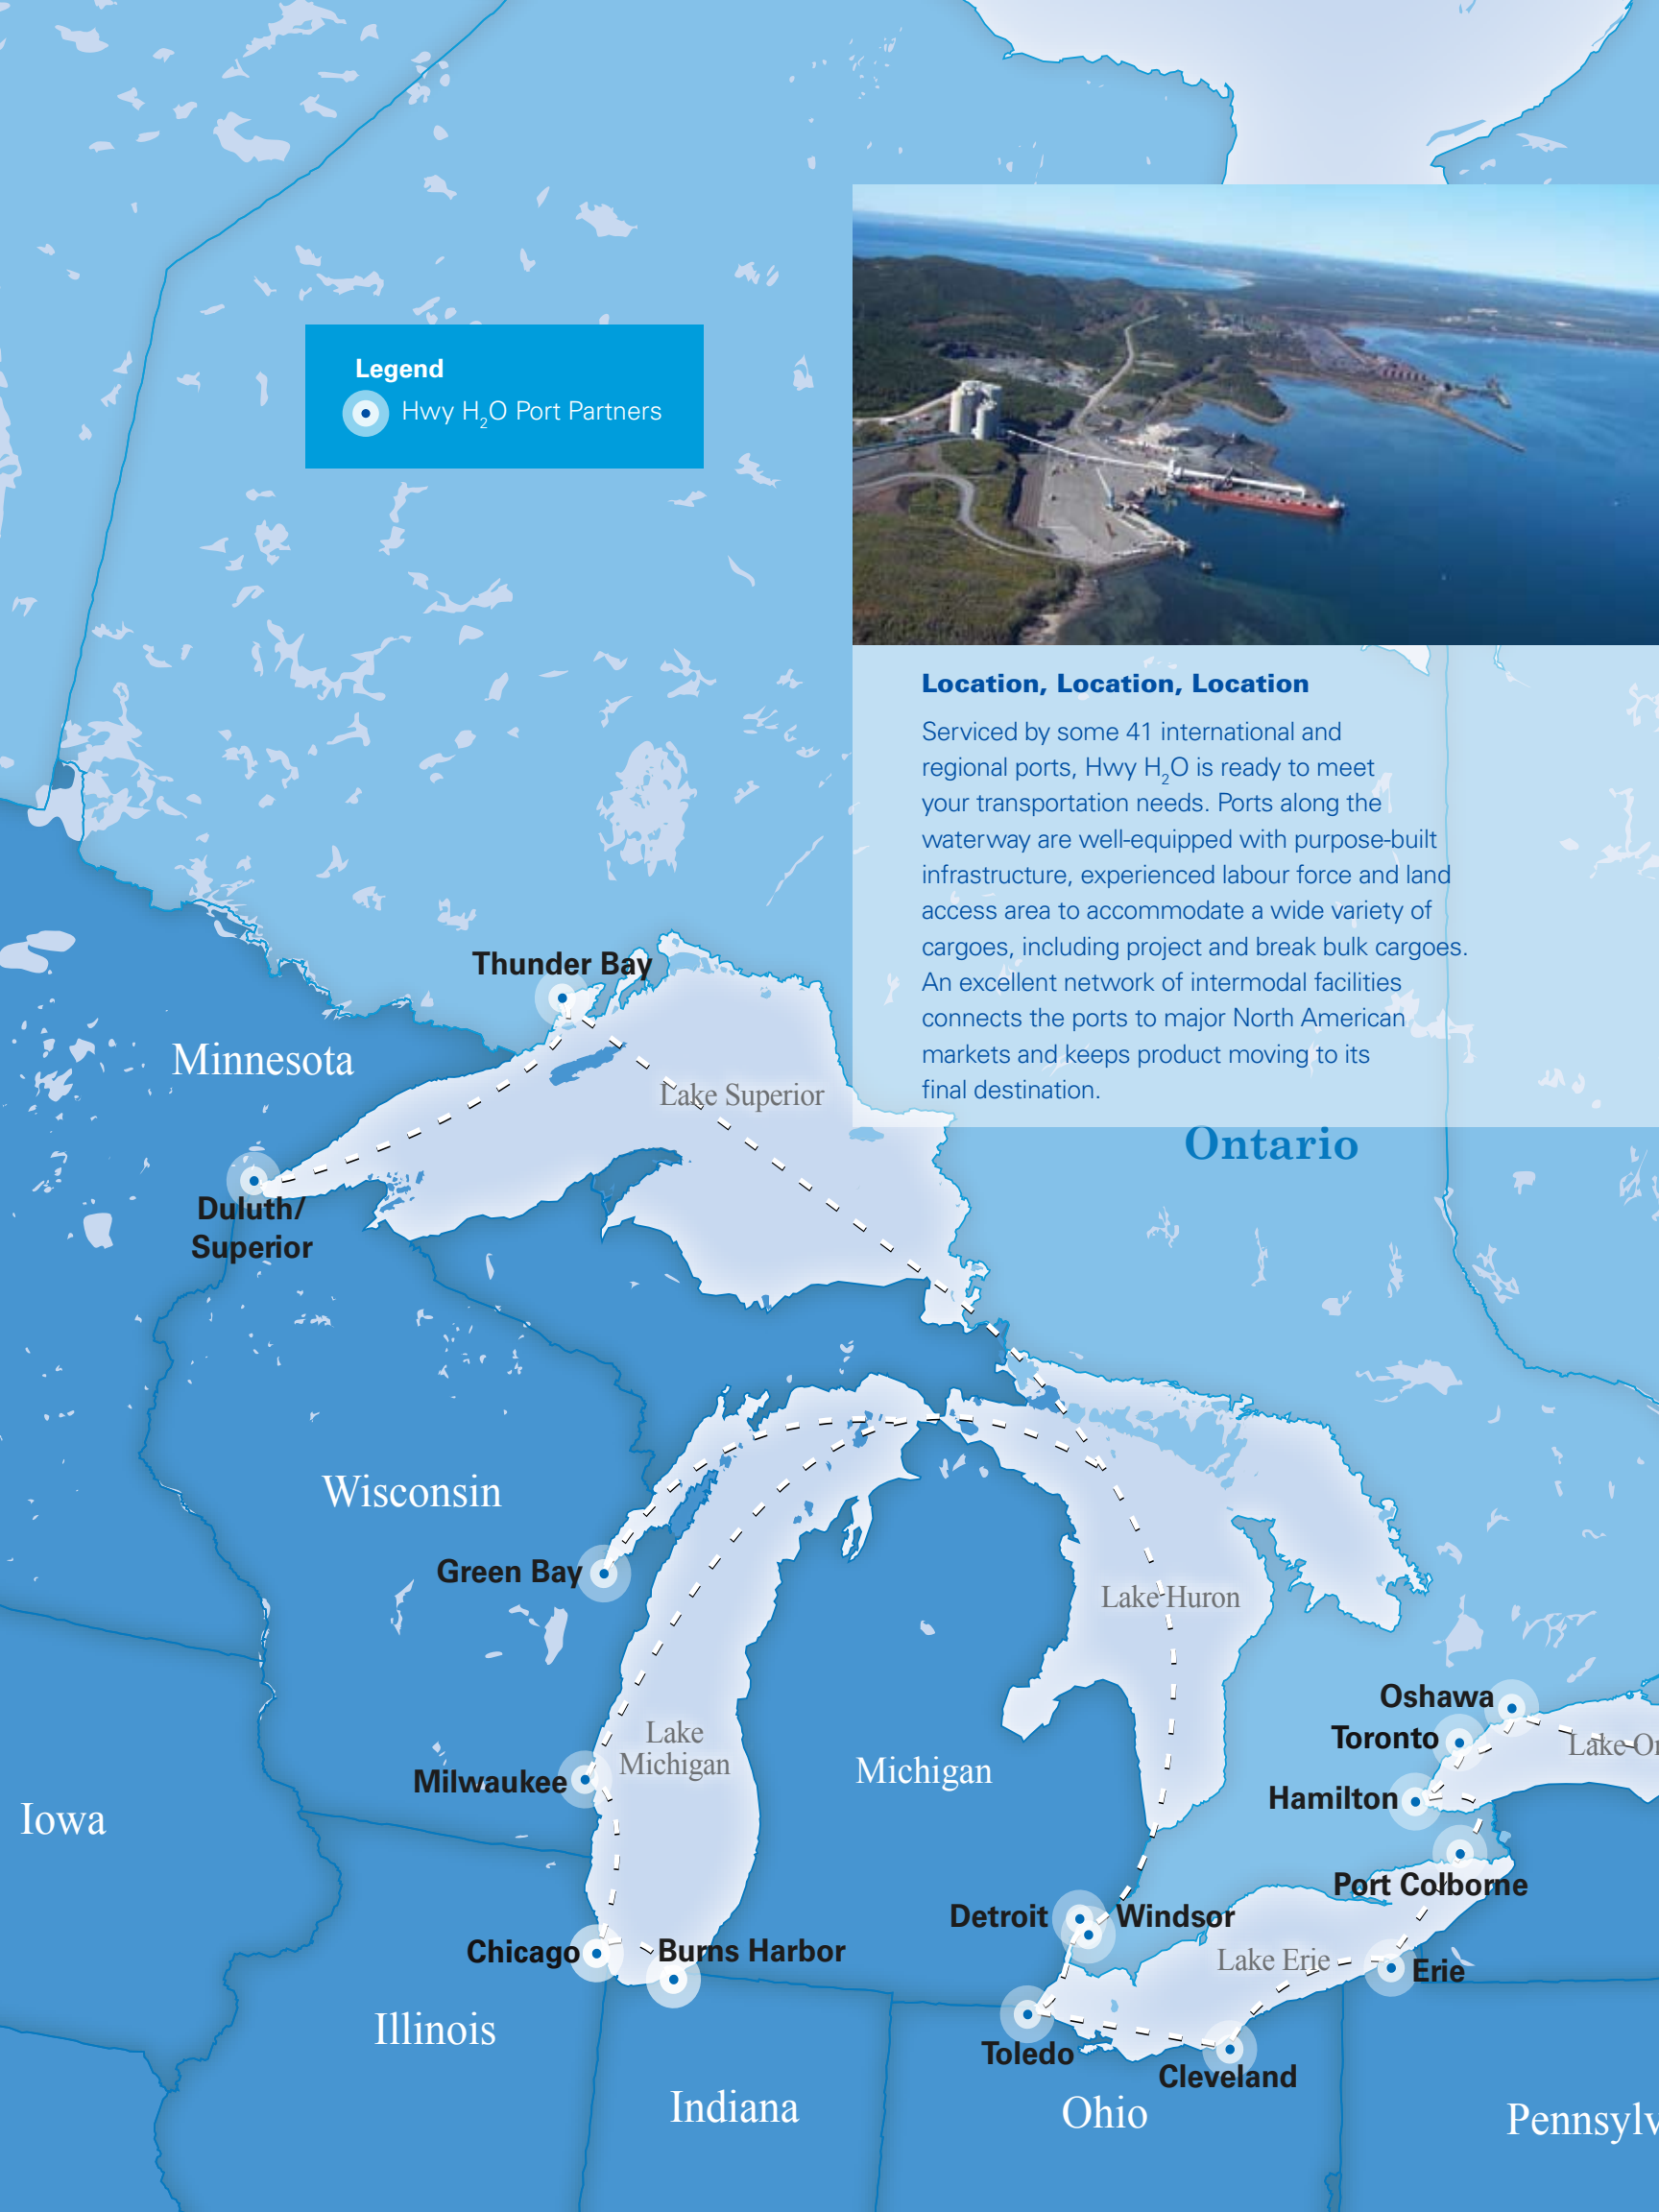 Legend
Hwy H₂O Port Partners
Location, Location, Location
Serviced by some 41 international and
regional ports, Hwy H₂O is ready to meet
your transportation needs. Ports along the
waterway are well-equipped with purpose-built
infrastructure, experienced labour force and land
access area to accommodate a wide variety of
cargoes, including project and break bulk cargoes.
An excellent network of intermodal facilities
connects the ports to major North American
markets and keeps product moving to its
final destination.
Thunder Bay
Minnesota
Lake Superior
Ontario
Duluth/
Superior
Wisconsin
Green Bay
Lake Huron
Oshawa
Lake
Michigan
Toronto
Lake On
Michigan
Milwaukee
Hamilton
Iowa
Port Colborne
Detroit
Windsor
Chicago
Burns Harbor
Lake Erie
Erie
Illinois
Toledo
Cleveland
Indiana
Ohio
Pennsylv